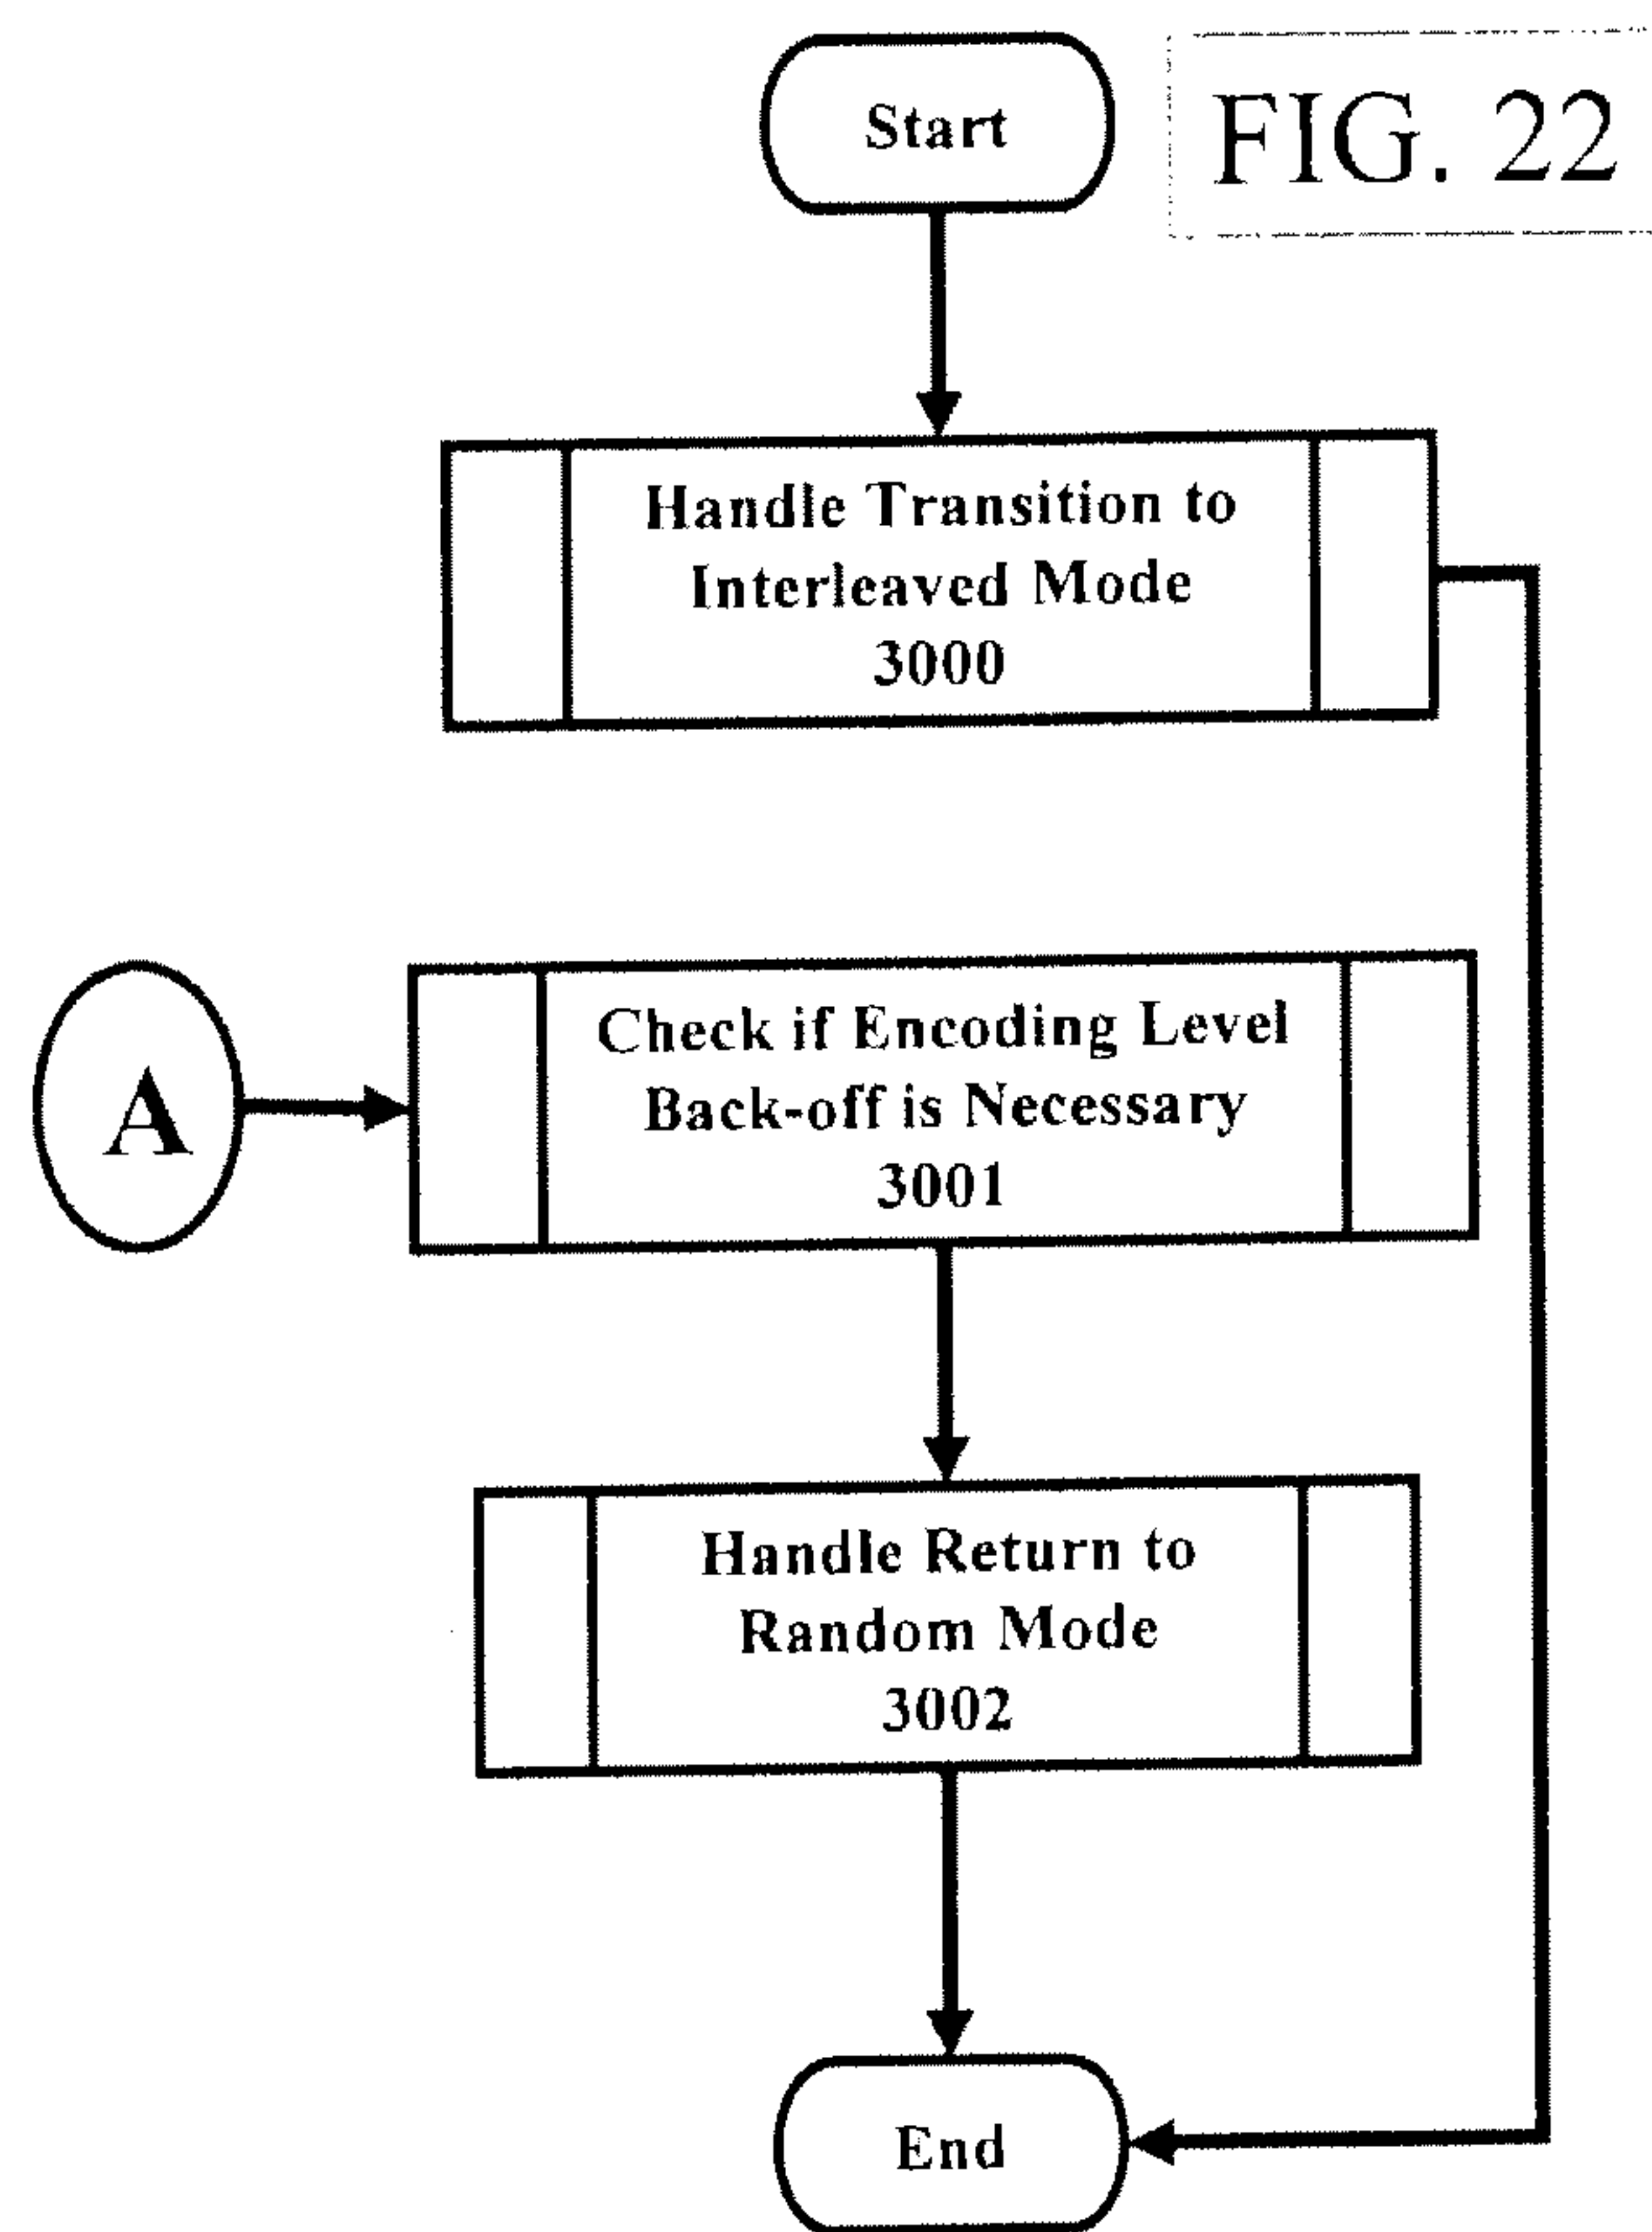 Start
FIG. 22
Handle Transition to
Interleaved Mode
3000
A
Check if Encoding Level
Back-off is Necessary
3001
Handle Return to
Random Mode
3002
End